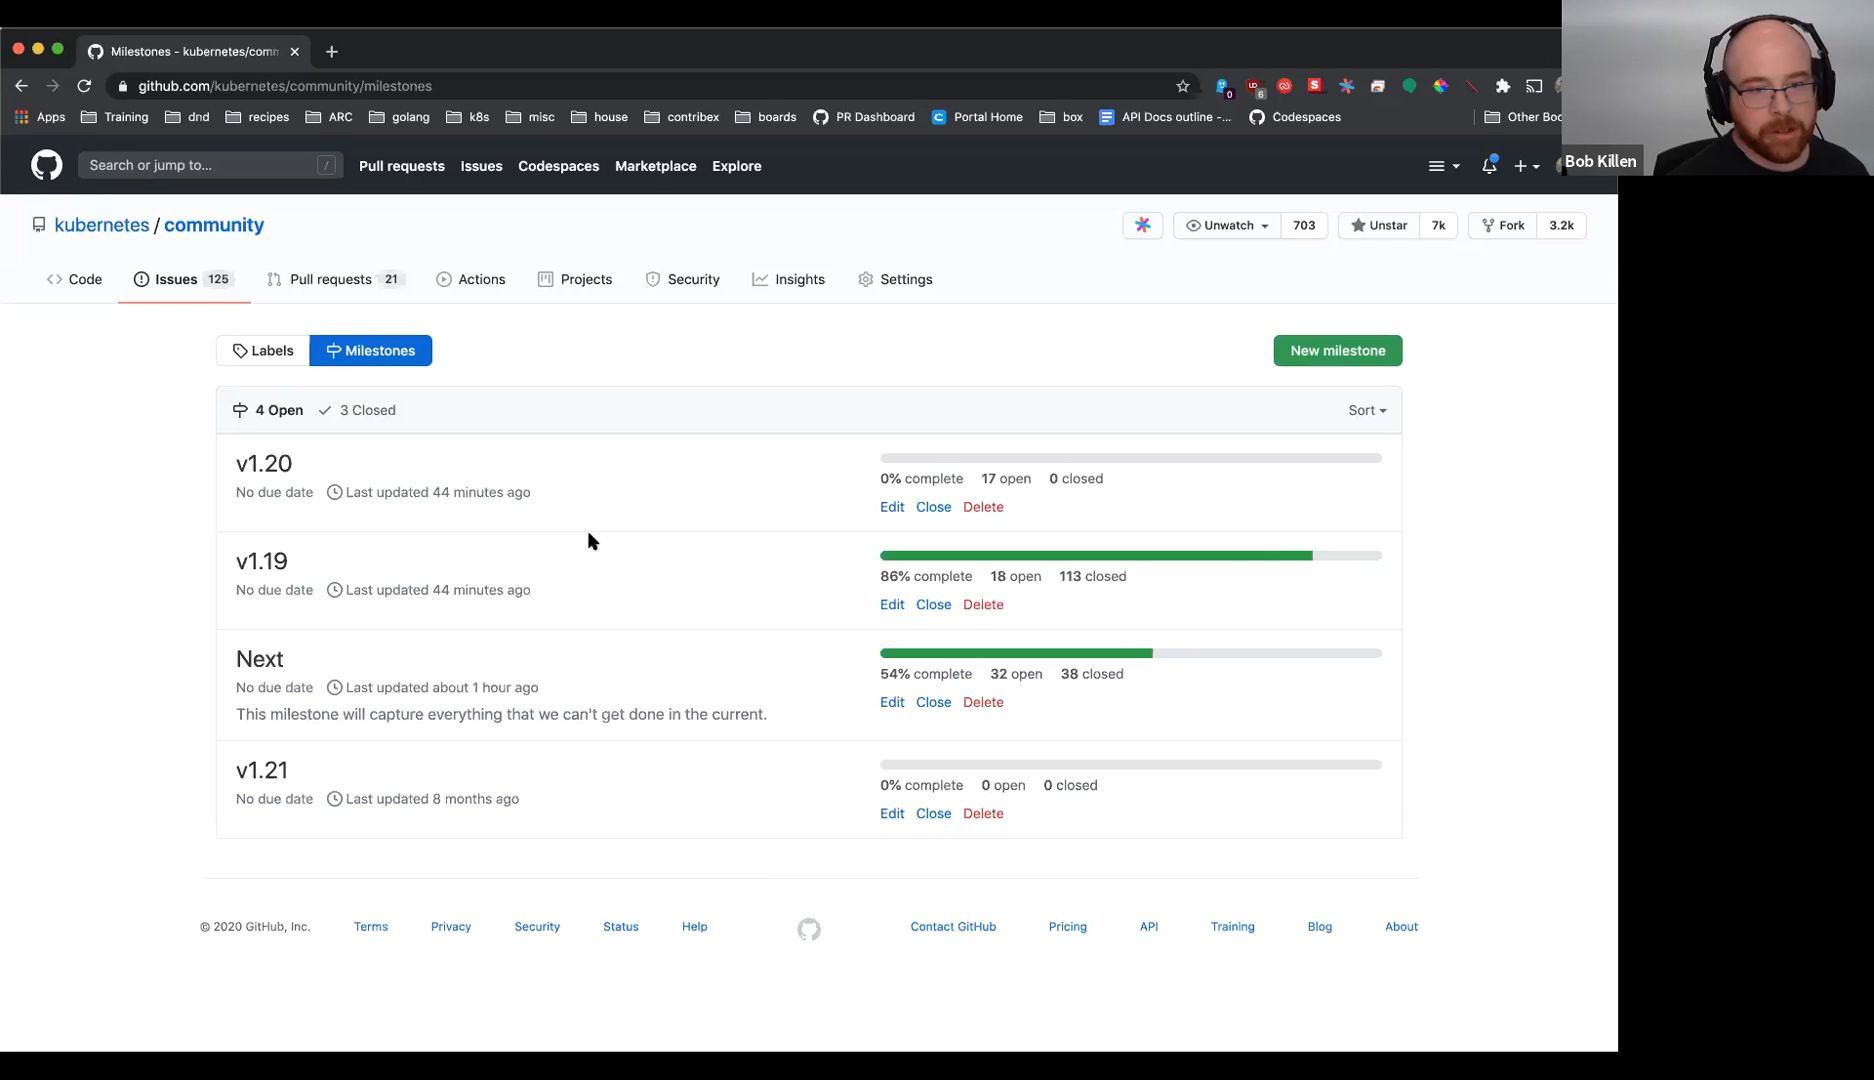 Milestones - kubernetes/comm
github.com/kubernetes/community/milestones
0
UD
6
S
Apps Training dnd recipes ARC golang k8s misc house contribex boards PR Dashboard Portal Home box API Docs outline -... Codespaces Other Boo
Bob Killen
Search or jump to... / Pull requests Issues Codespaces Marketplace Explore
kubernetes / community
Unwatch 703 Unstar 7k Fork 3.2k
Code Issues 125 Pull requests 21 Actions Projects Security Insights Settings
Labels Milestones New milestone
4 Open 3 Closed Sort
v1.20
No due date Last updated 44 minutes ago
0% complete 17 open 0 closed
Edit Close Delete
v1.19
No due date Last updated 44 minutes ago
86% complete 18 open 113 closed
Edit Close Delete
Next
No due date Last updated about 1 hour ago
This milestone will capture everything that we can't get done in the current.
54% complete 32 open 38 closed
Edit Close Delete
v1.21
No due date Last updated 8 months ago
0% complete 0 open 0 closed
Edit Close Delete
© 2020 GitHub, Inc. Terms Privacy Security Status Help Contact GitHub Pricing API Training Blog About